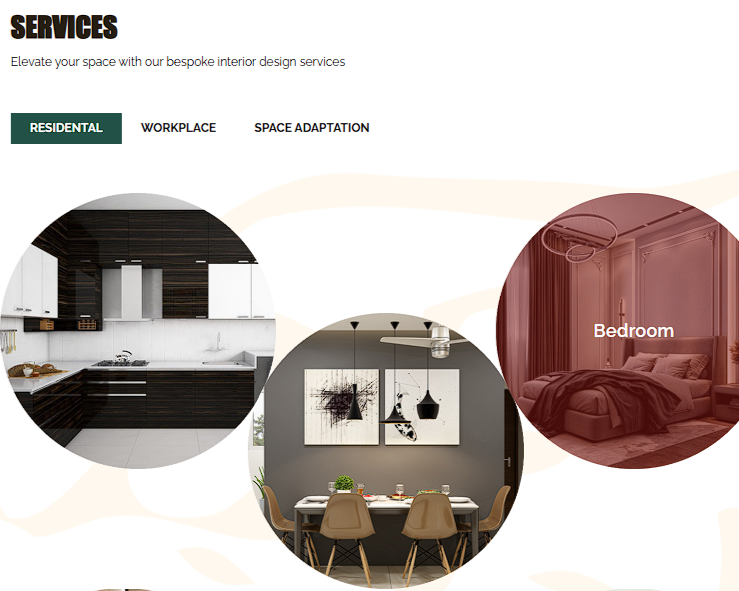 SERVICES
Elevate your space with our bespoke interior design services
RESIDENTAL
WORKPLACE
SPACE ADAPTATION
Bedroom